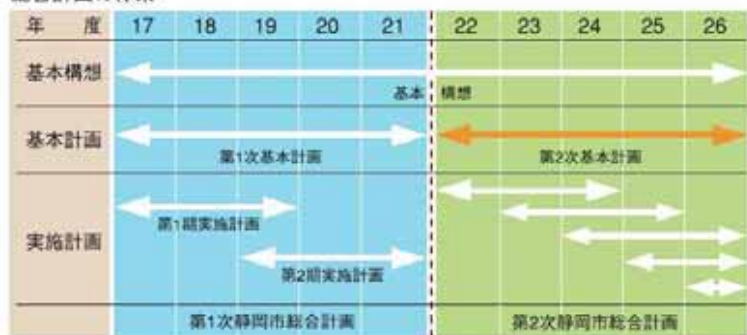 年 度 17 18 19 20 21 22 23 24 25 26
基本構想
基本 構想
基本計画
第1次基本計画 第2次基本計画
第1期実施計画
実施計画
第2期実施計画
第1次静岡市総合計画 第2次静岡市総合計画